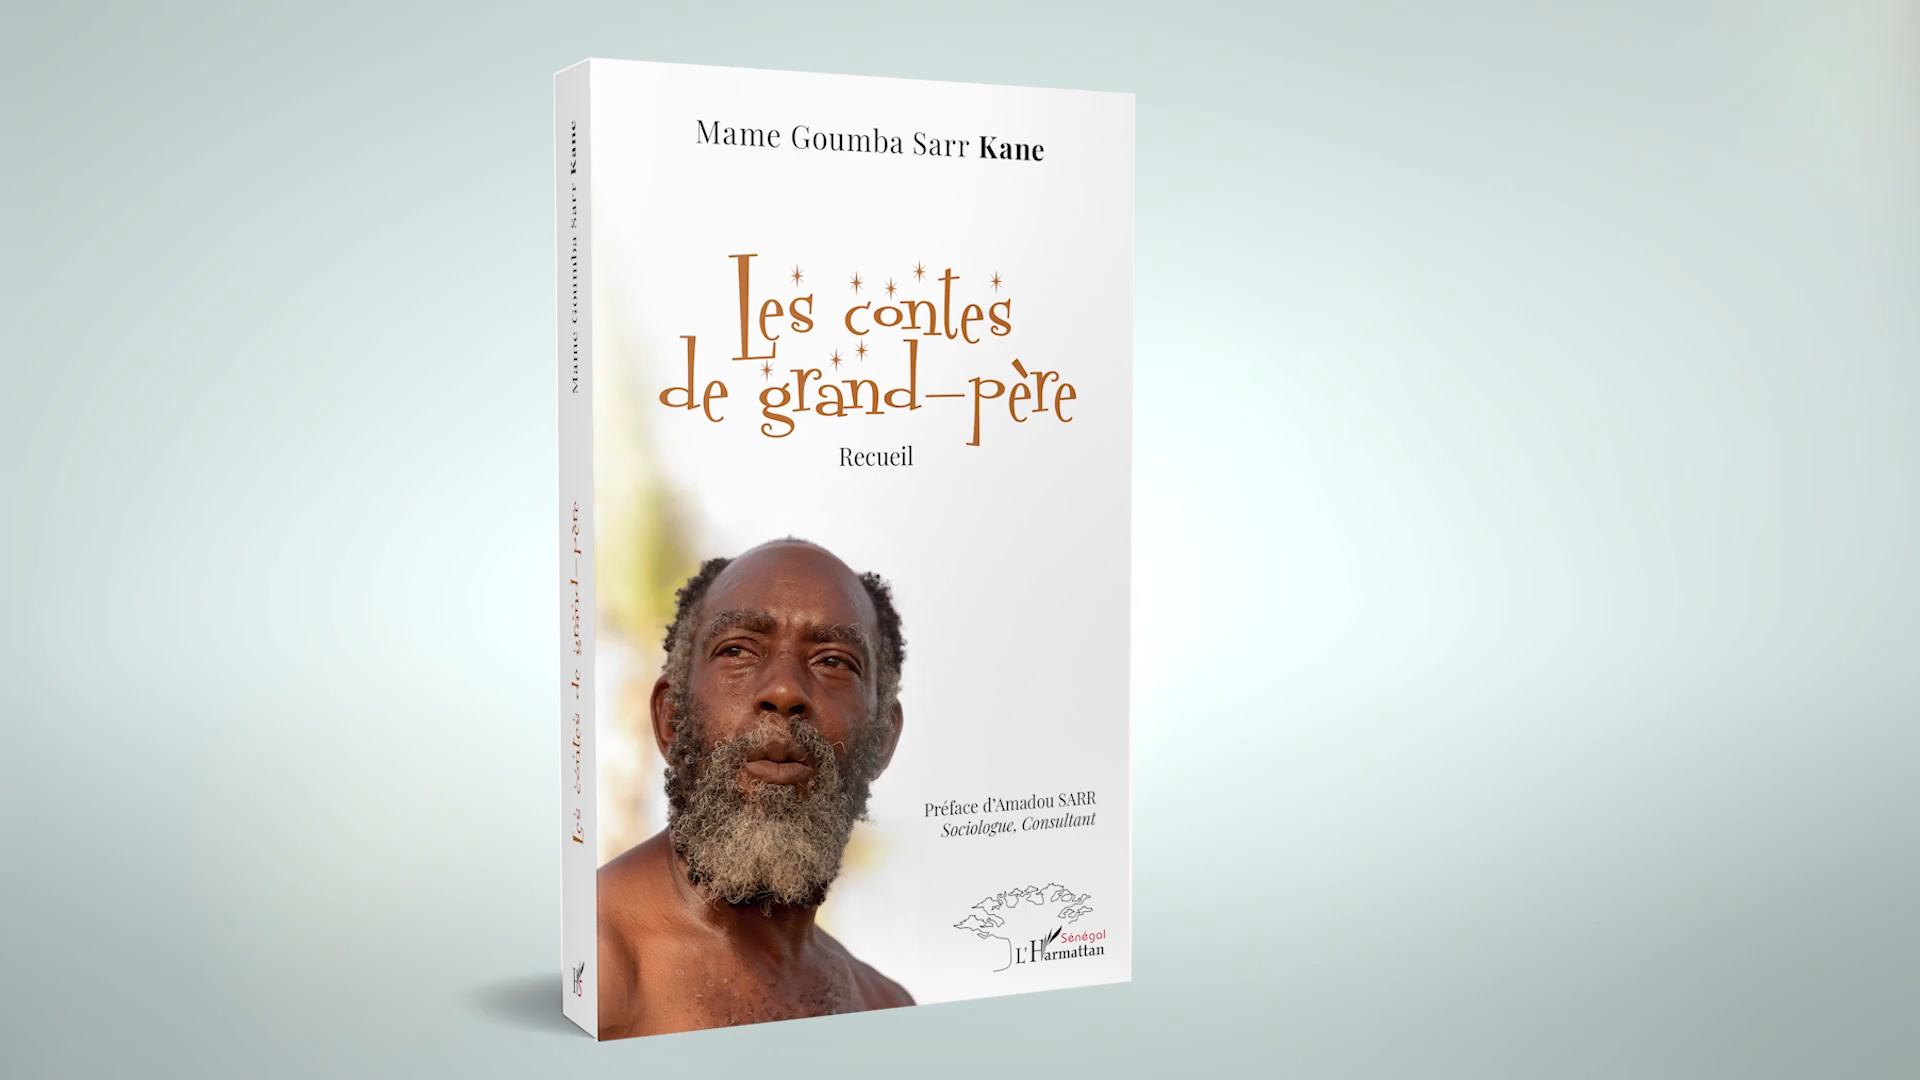 Mame Goumba Sarr Kane
Les contes
de grand-père
Recueil
Préface d'Amadou SARR
Sociologue, Consultant
Sénégal
L'Harmattan
Mame Goumba Sarr Kane
Les contes de grand-père